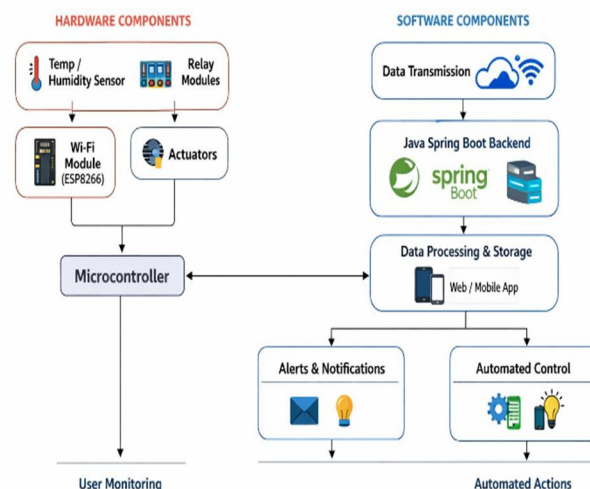 HARDWARE COMPONENTS
SOFTWARE COMPONENTS
Temp /
Humidity Sensor
Relay
Modules
Data Transmission
Wi-Fi
Module
(ESP8266)
Actuators
Java Spring Boot Backend
spring
Boot
Microcontroller
Data Processing & Storage
Web / Mobile App
Alerts & Notifications
Automated Control
User Monitoring
Automated Actions